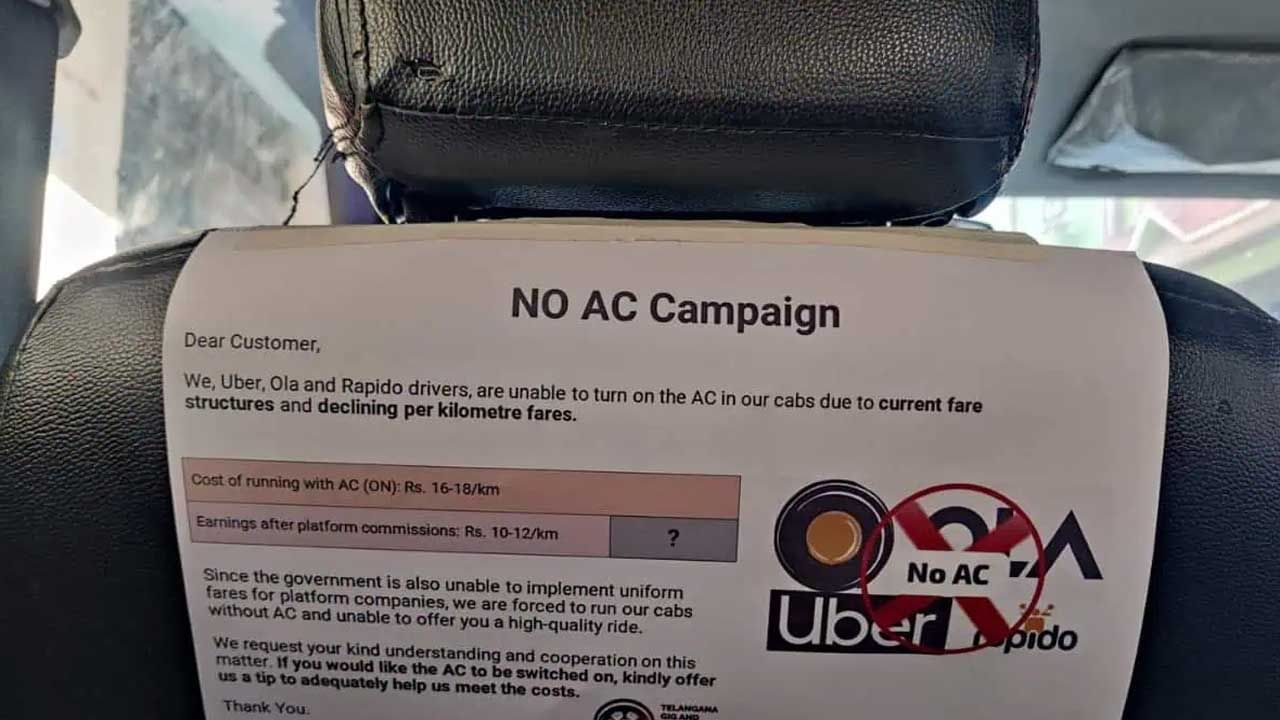 NO AC Campaign
Dear Customer,
We, Uber, Ola and Rapido drivers, are unable to turn on the AC in our cabs due to current fare
structures and declining per kilometre fares.
Cost of running with AC (ON): Rs. 16-18/km
Earnings after platform commissions: Rs. 10-12/km
?
Since the government is also unable to implement uniform
fares for platform companies, we are forced to run our cabs
without AC and unable to offer you a high-quality ride.
We request your kind understanding and cooperation on this
matter. If you would like the AC to be switched on, kindly offer
us a tip to adequately help us meet the costs.
Thank You.
OLA
No AC
Uber
rapido
TELANGANA
GIG AND